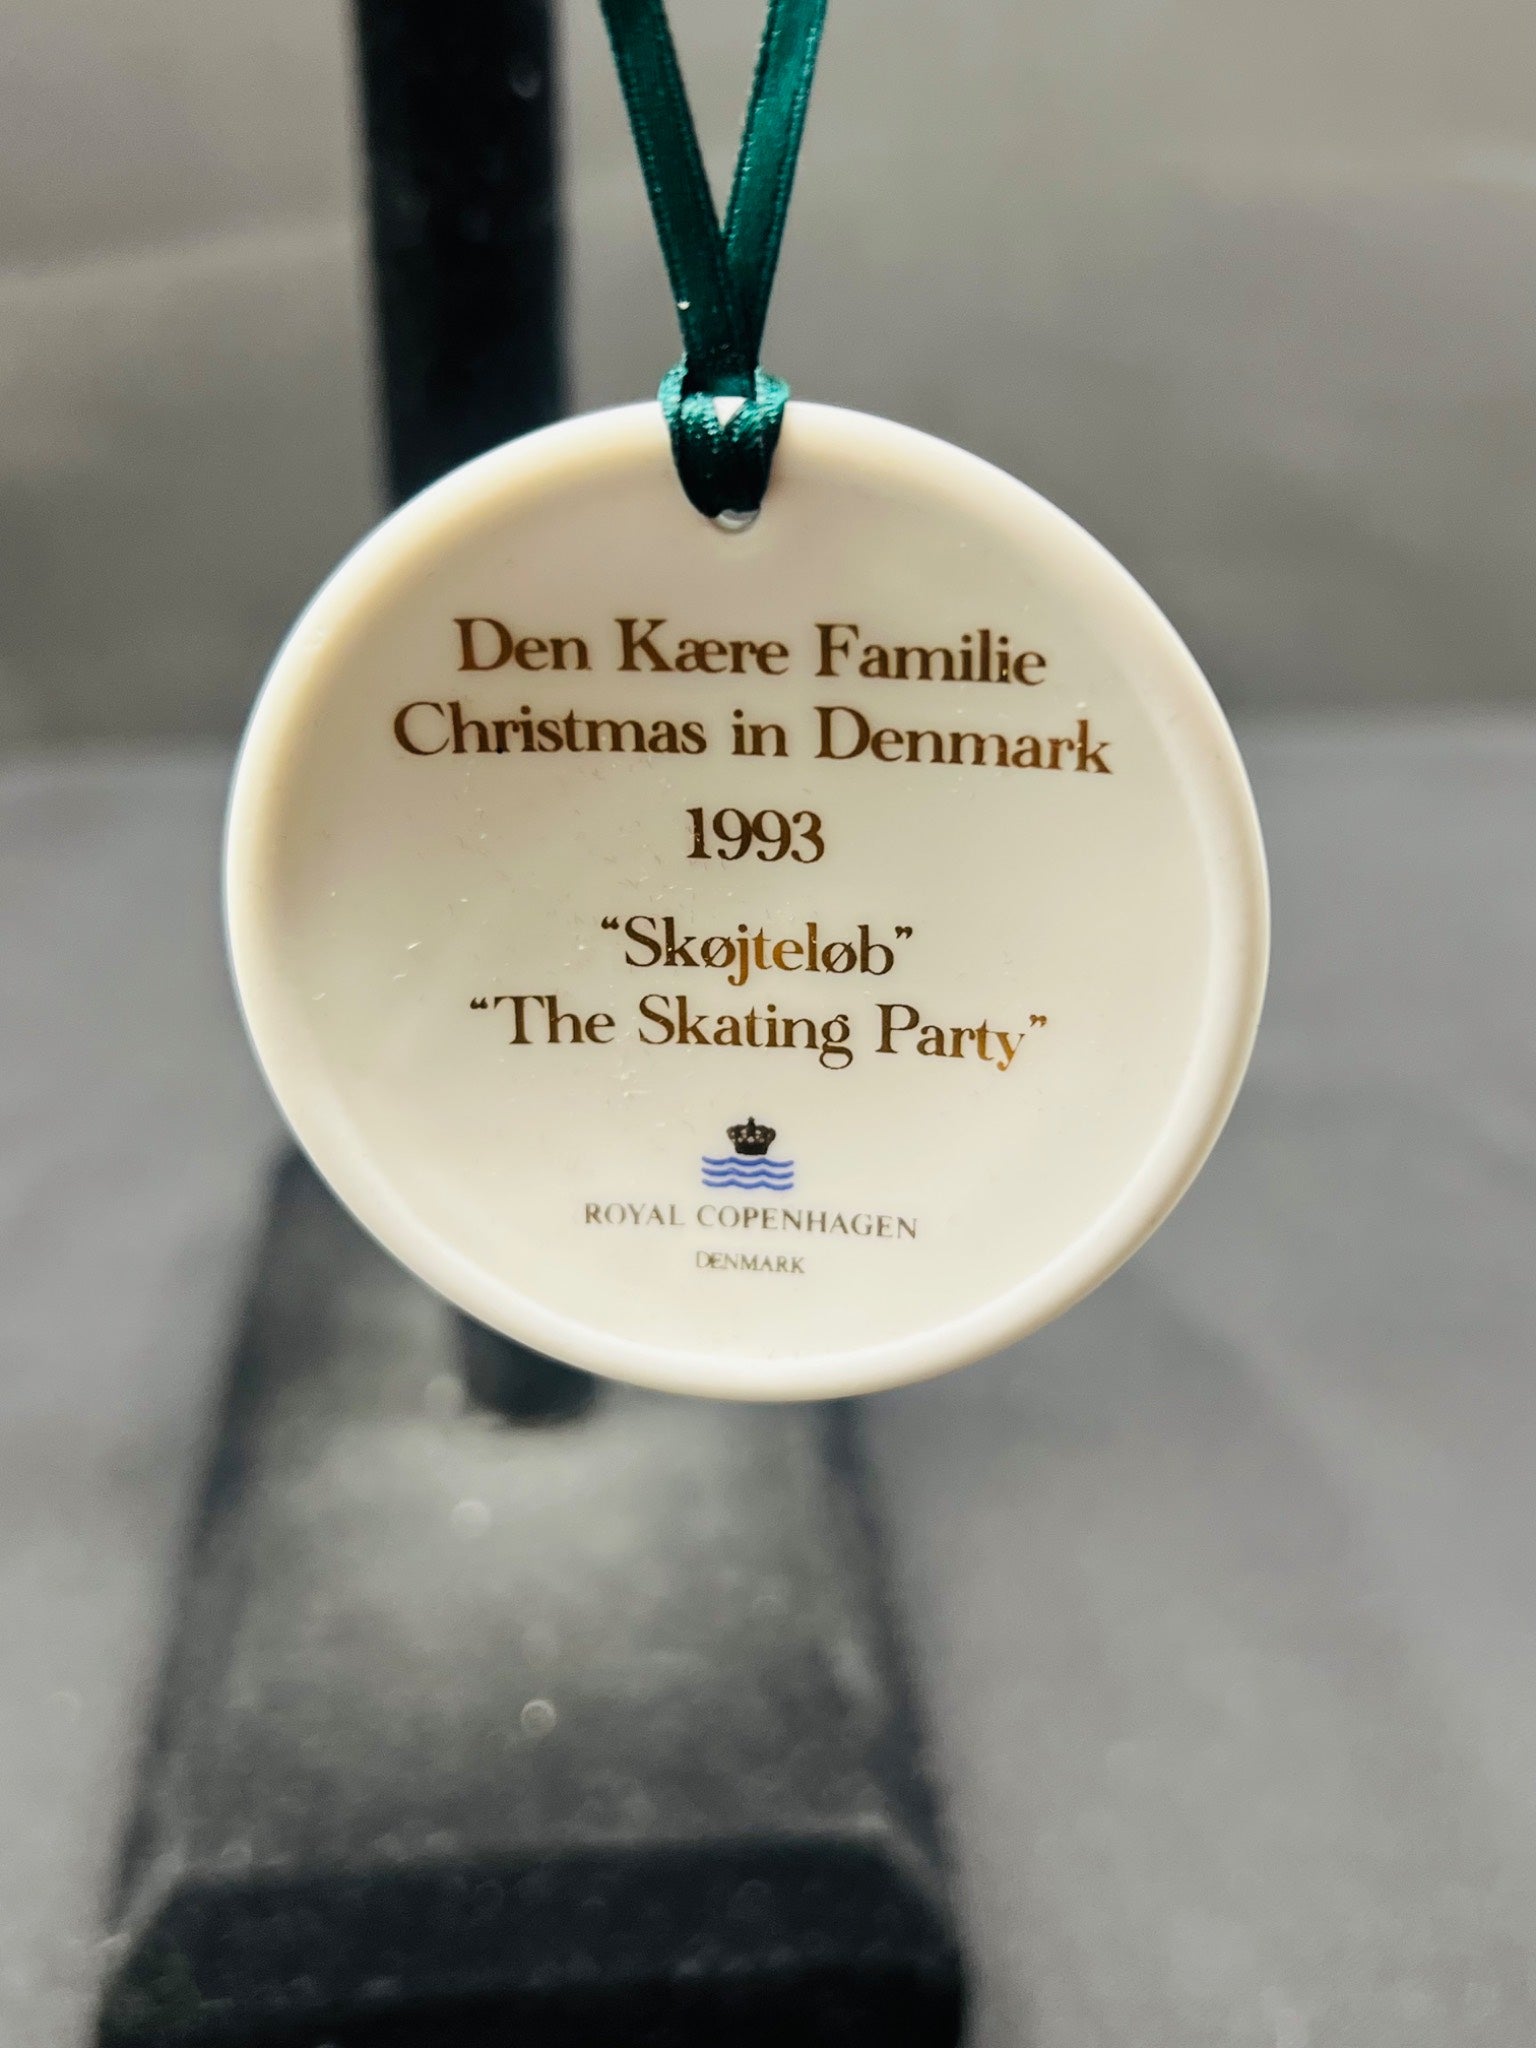 Den Kære Familie
Christmas in Denmark
1993
“Skøjteløb”
“The Skating Party”
ROYAL COPENHAGEN
DENMARK